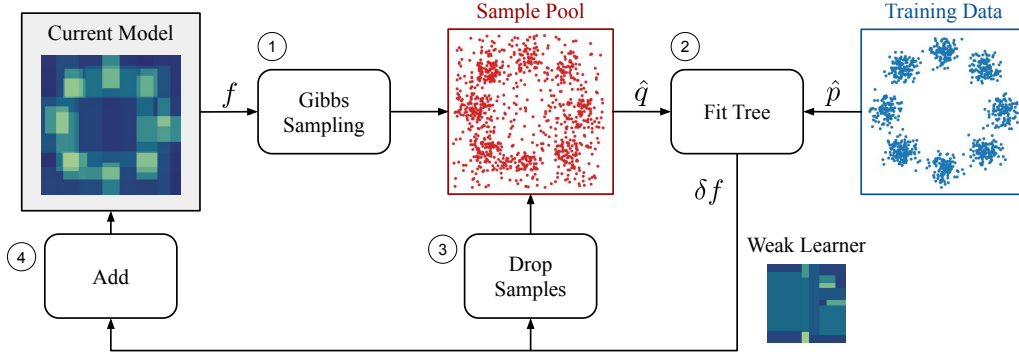 Current Model
1
f
Gibbs
Sampling
Sample Pool
q̂
2
Fit Tree
p̂
Training Data
δf
4
Add
3
Drop
Samples
Weak Learner